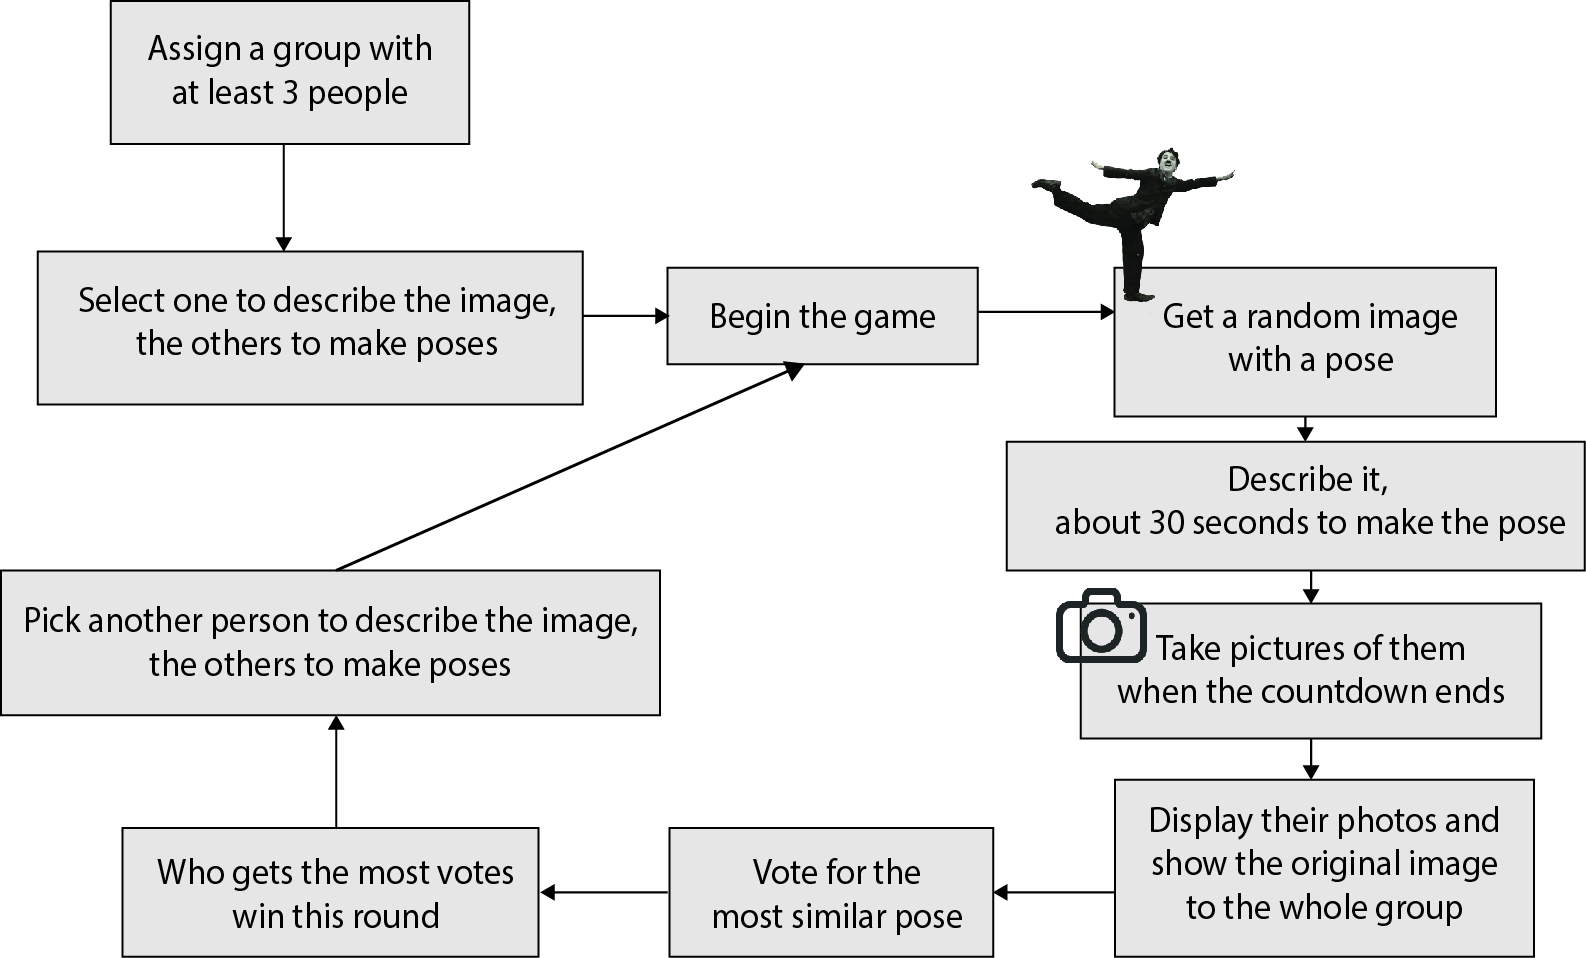 Assign a group with
at least 3 people
Select one to describe the image,
the others to make poses
Begin the game
Get a random image
with a pose
Describe it,
about 30 seconds to make the pose
Take pictures of them
when the countdown ends
Display their photos and
show the original image
to the whole group
Vote for the
most similar pose
Who gets the most votes
win this round
Pick another person to describe the image,
the others to make poses